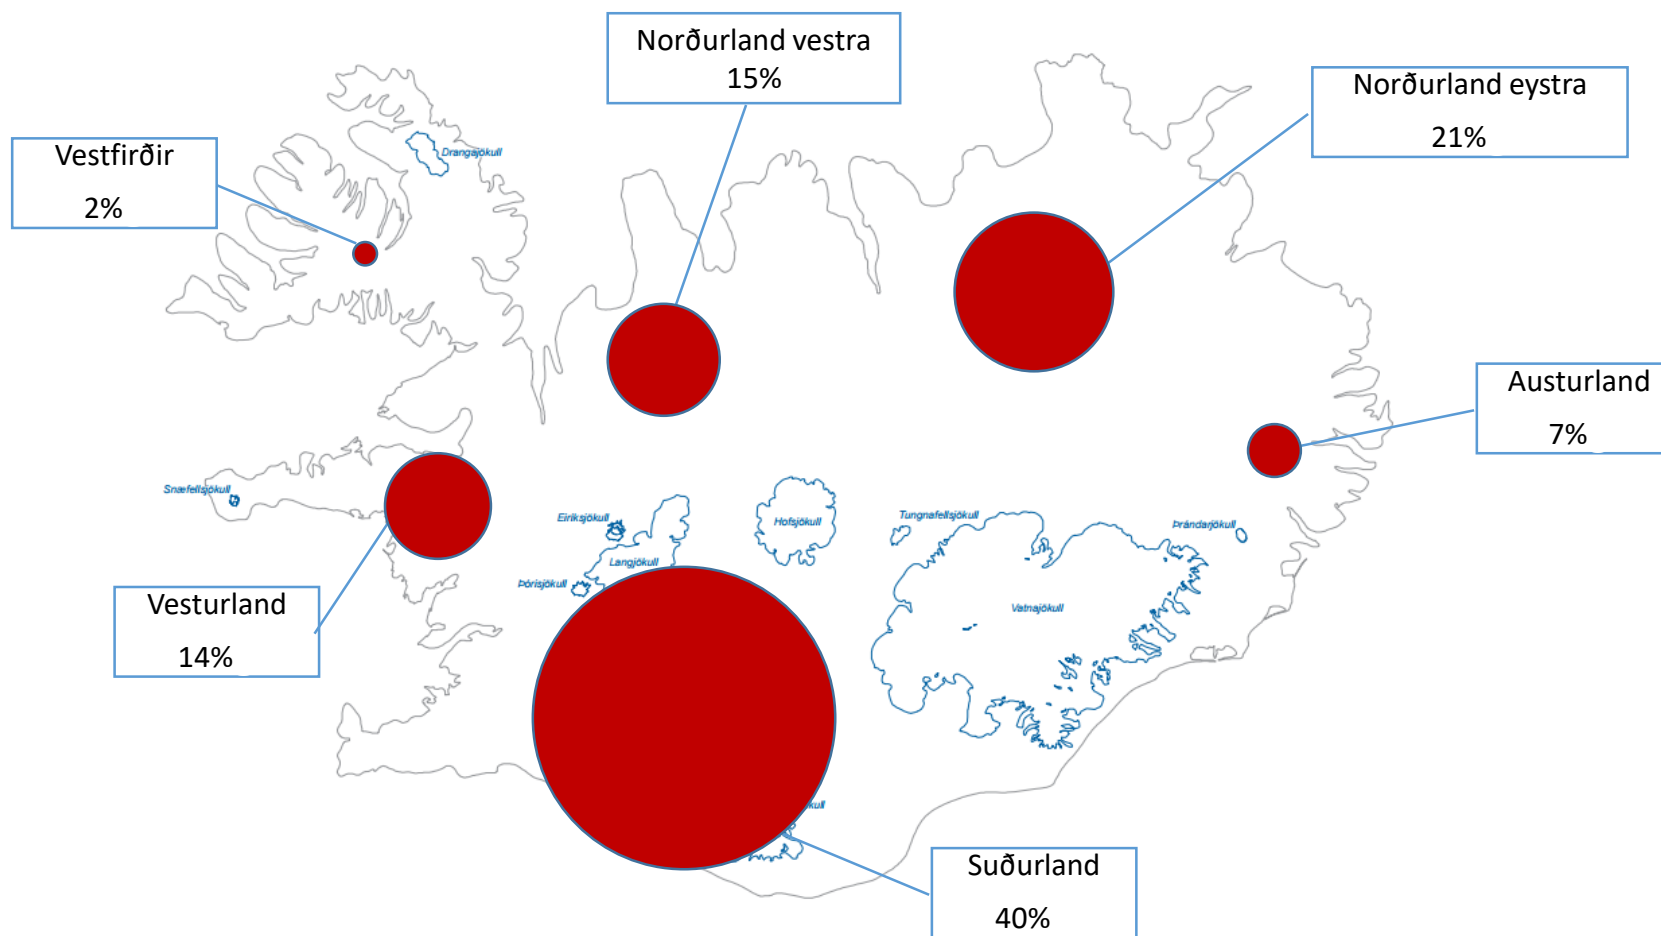 Norðurland vestra
15%
Norðurland eystra
21%
Vestfirðir
2%
Drangajökull
Austurland
7%
Snæfellsjökull
Eiríksjökull
Hofsjökull
Tungnafellsjökull
Þrándarjökull
Langjökull
Þórisjökull
Vatnajökull
Vesturland
14%
Suðurland
40%